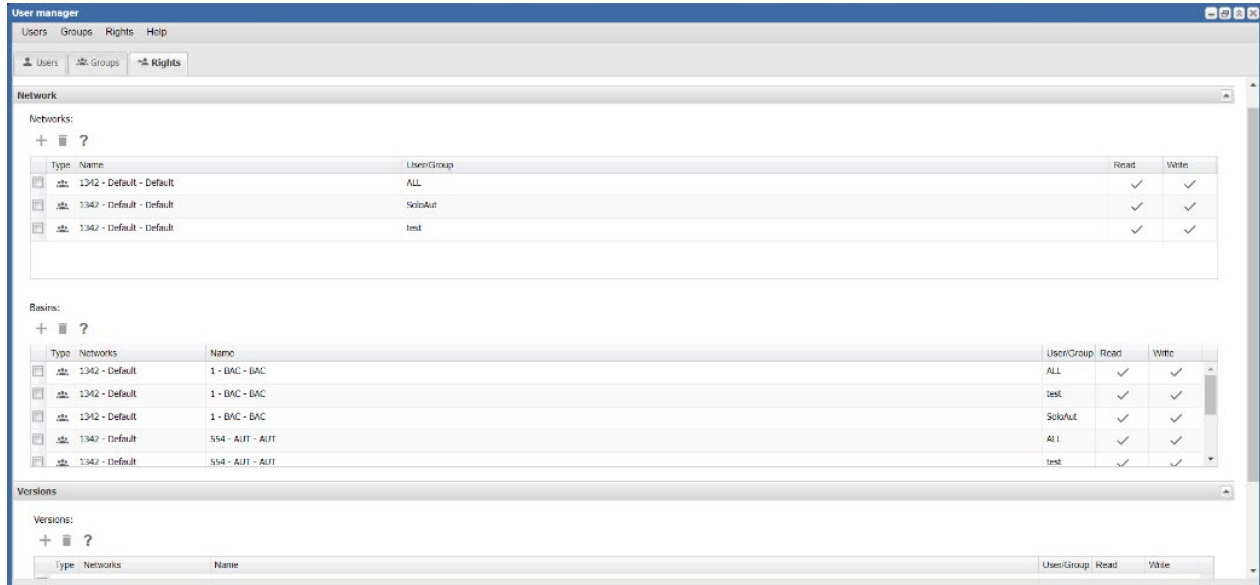 User manager
Users Groups Rights Help
Users Groups Rights
Network
Networks:
?
Type Name User/Group Read Write
1342 - Default - Default ALL
1342 - Default - Default SoloAut
1342 - Default - Default test
Basins:
?
Type Networks Name User/Group Read Write
1342 - Default 1 - BAC - BAC ALL
1342 - Default 1 - BAC - BAC test
1342 - Default 1 - BAC - BAC SoloAut
1342 - Default 554 - AUT - AUT ALL
1342 - Default 554 - AUT - AUT test
Versions
Versions:
?
Type Networks Name User/Group Read Write